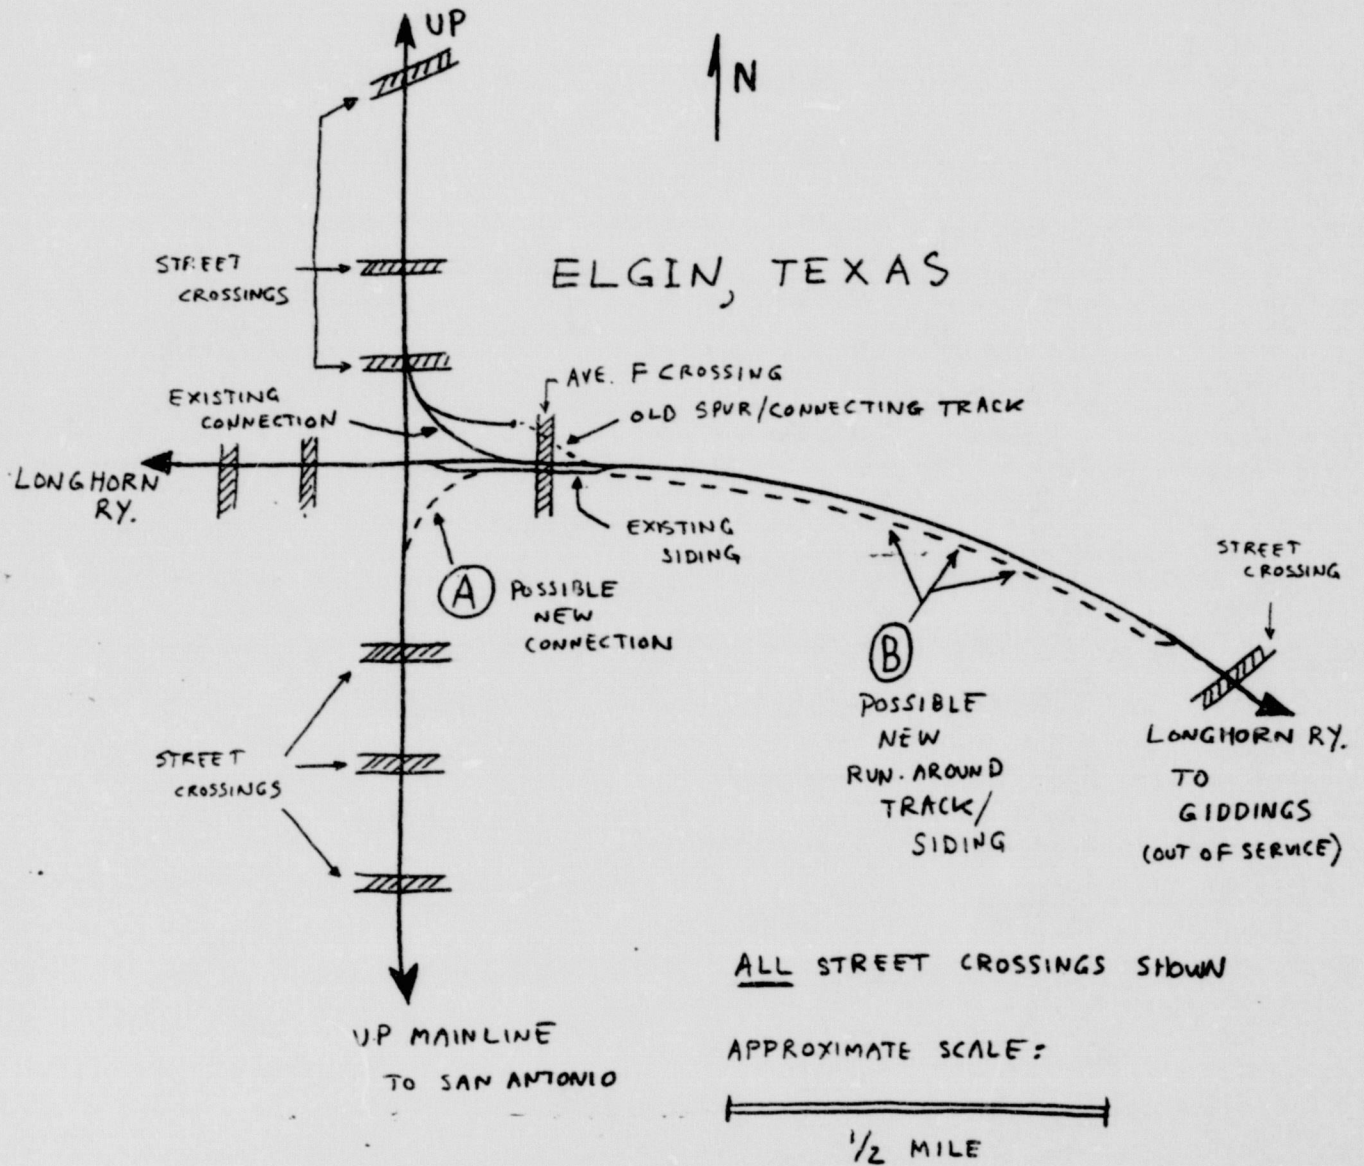 UP
N
STREET
CROSSINGS
ELGIN, TEXAS
AVE. F CROSSING
EXISTING
CONNECTION
OLD SPUR/CONNECTING TRACK
LONGHORN
RY.
EXISTING
SIDING
STREET
CROSSING
A
POSSIBLE
NEW
CONNECTION
B
POSSIBLE
NEW
RUN-AROUND
TRACK/
SIDING
LONGHORN RY.
TO
GIDDINGS
(OUT OF SERVICE)
STREET
CROSSINGS
ALL STREET CROSSINGS SHOWN
UP MAINLINE
TO SAN ANTONIO
APPROXIMATE SCALE:
1/2 MILE